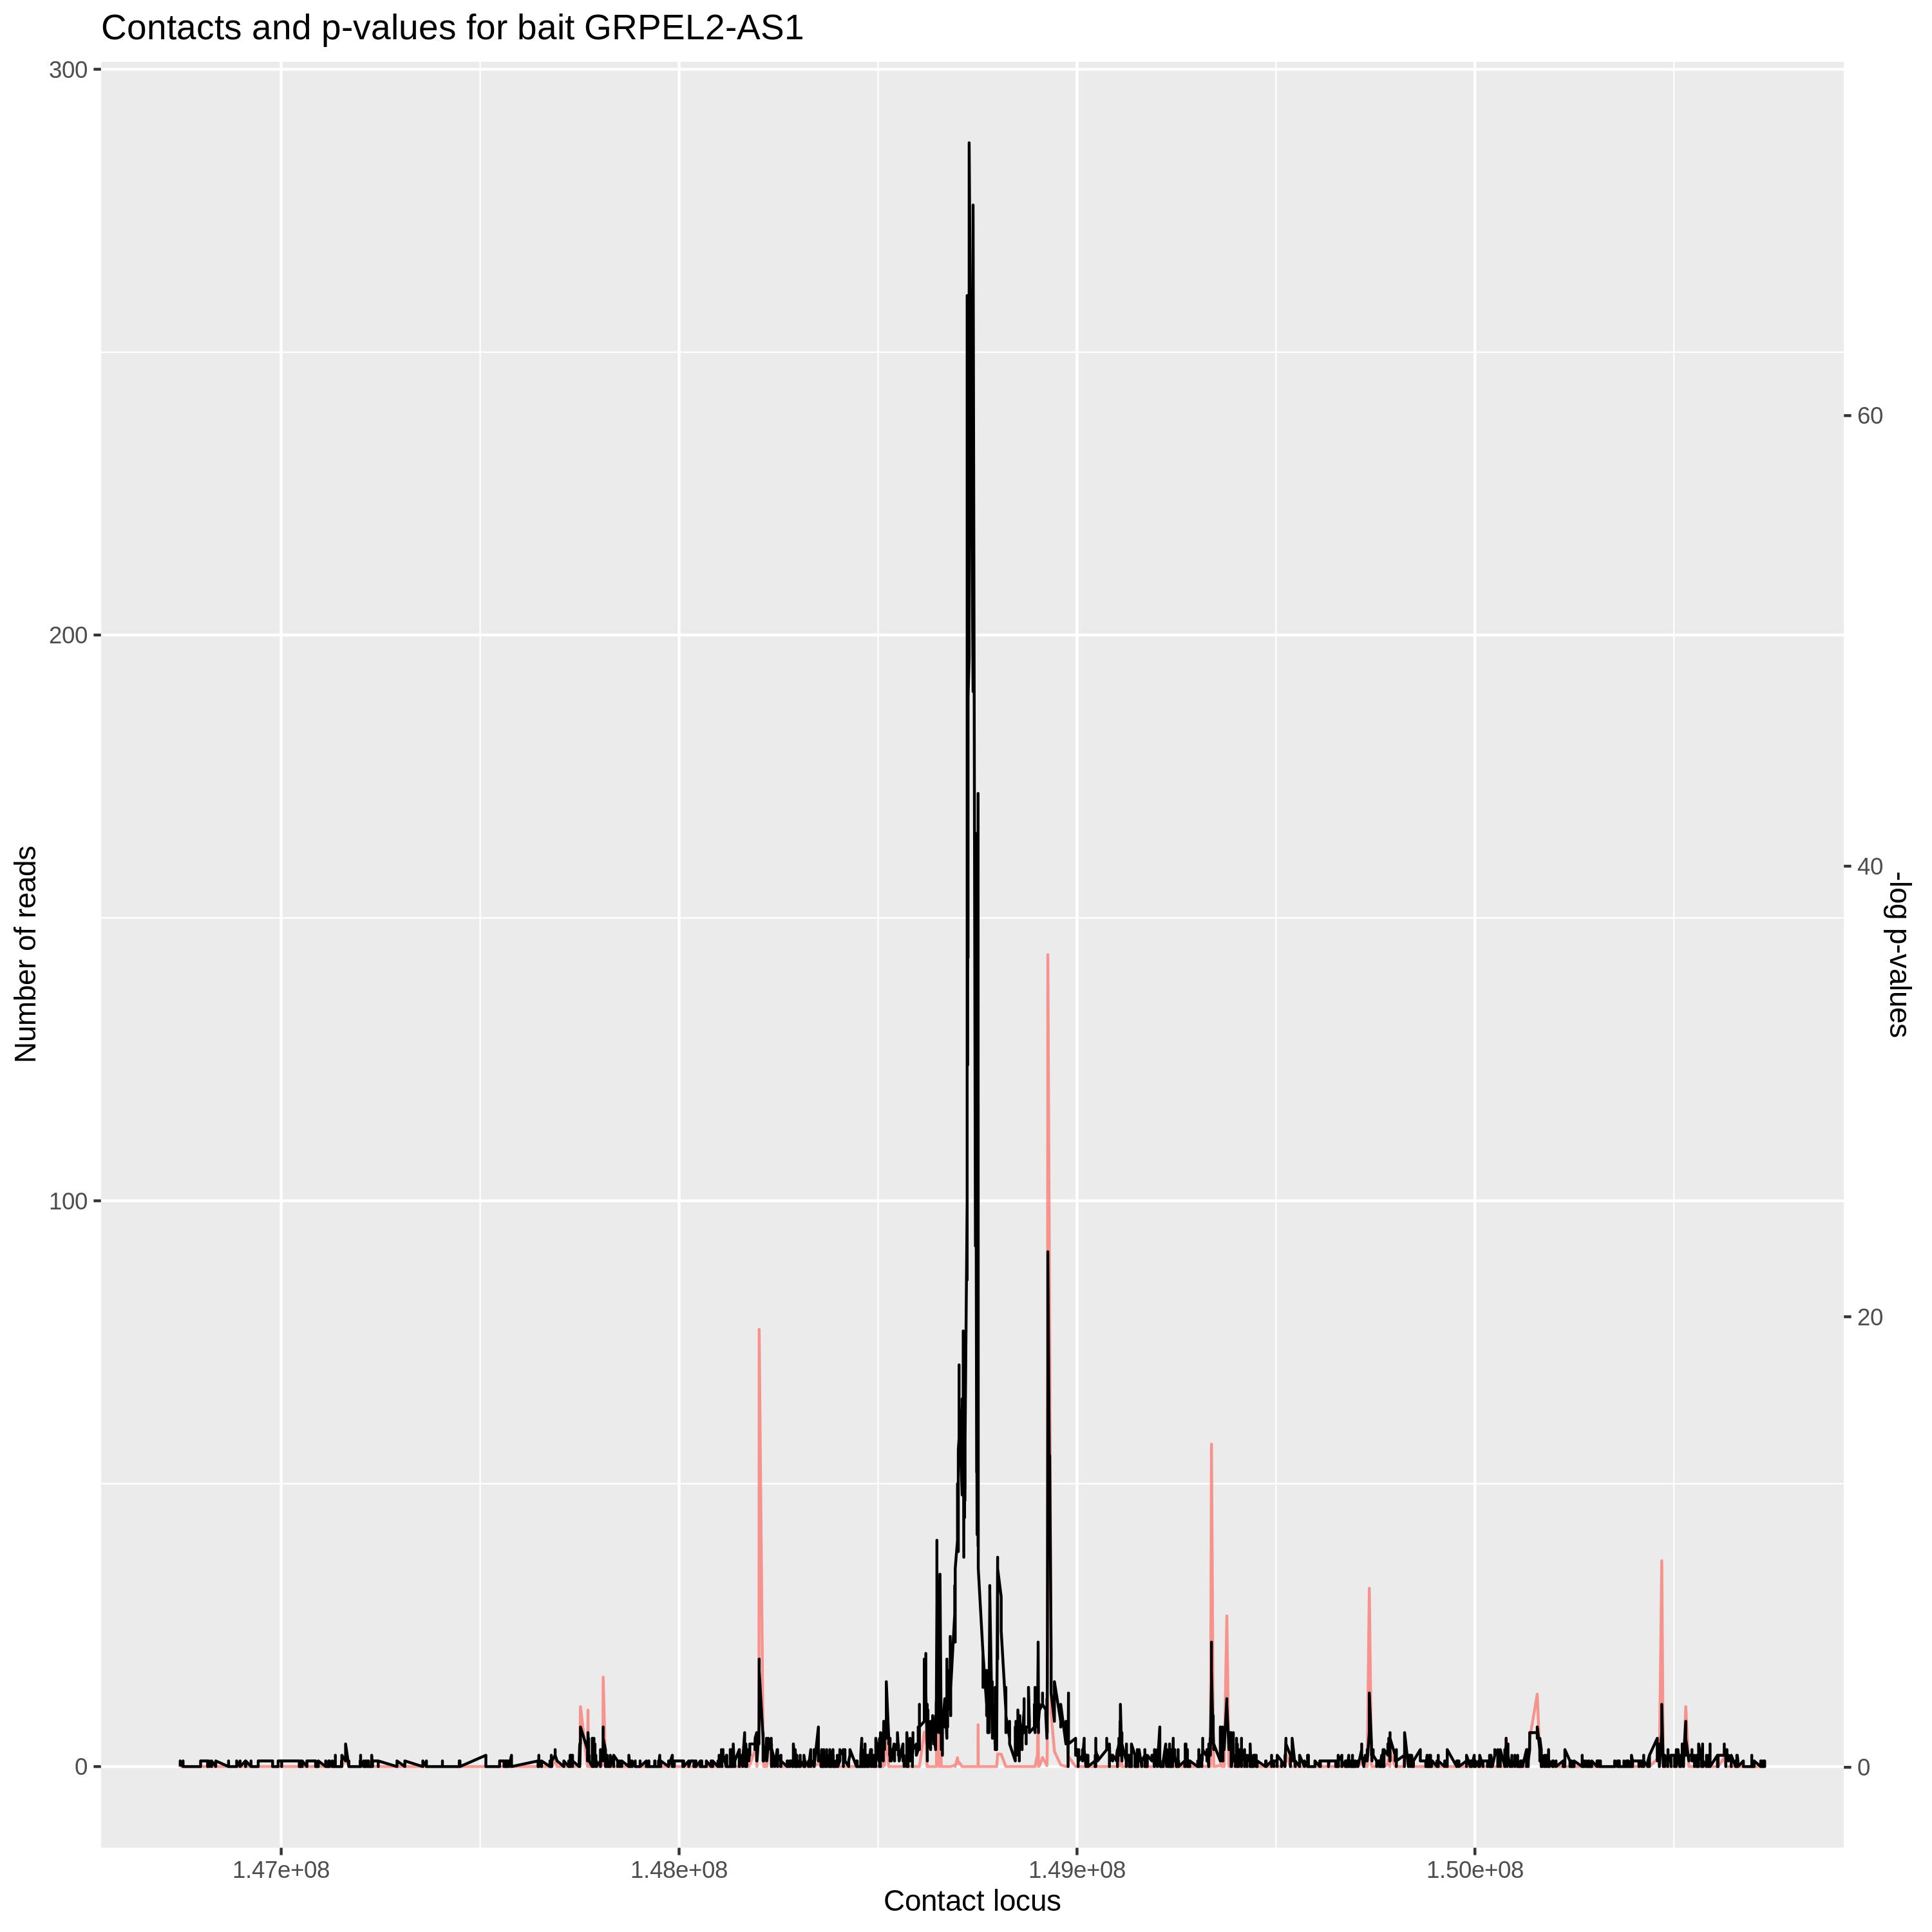 Contacts and p-values for bait GRPEL2-AS1
300
200
100
0
Number of reads
60
40
20
0
-log p-values
1.47e+08 1.48e+08 1.49e+08 1.50e+08
Contact locus